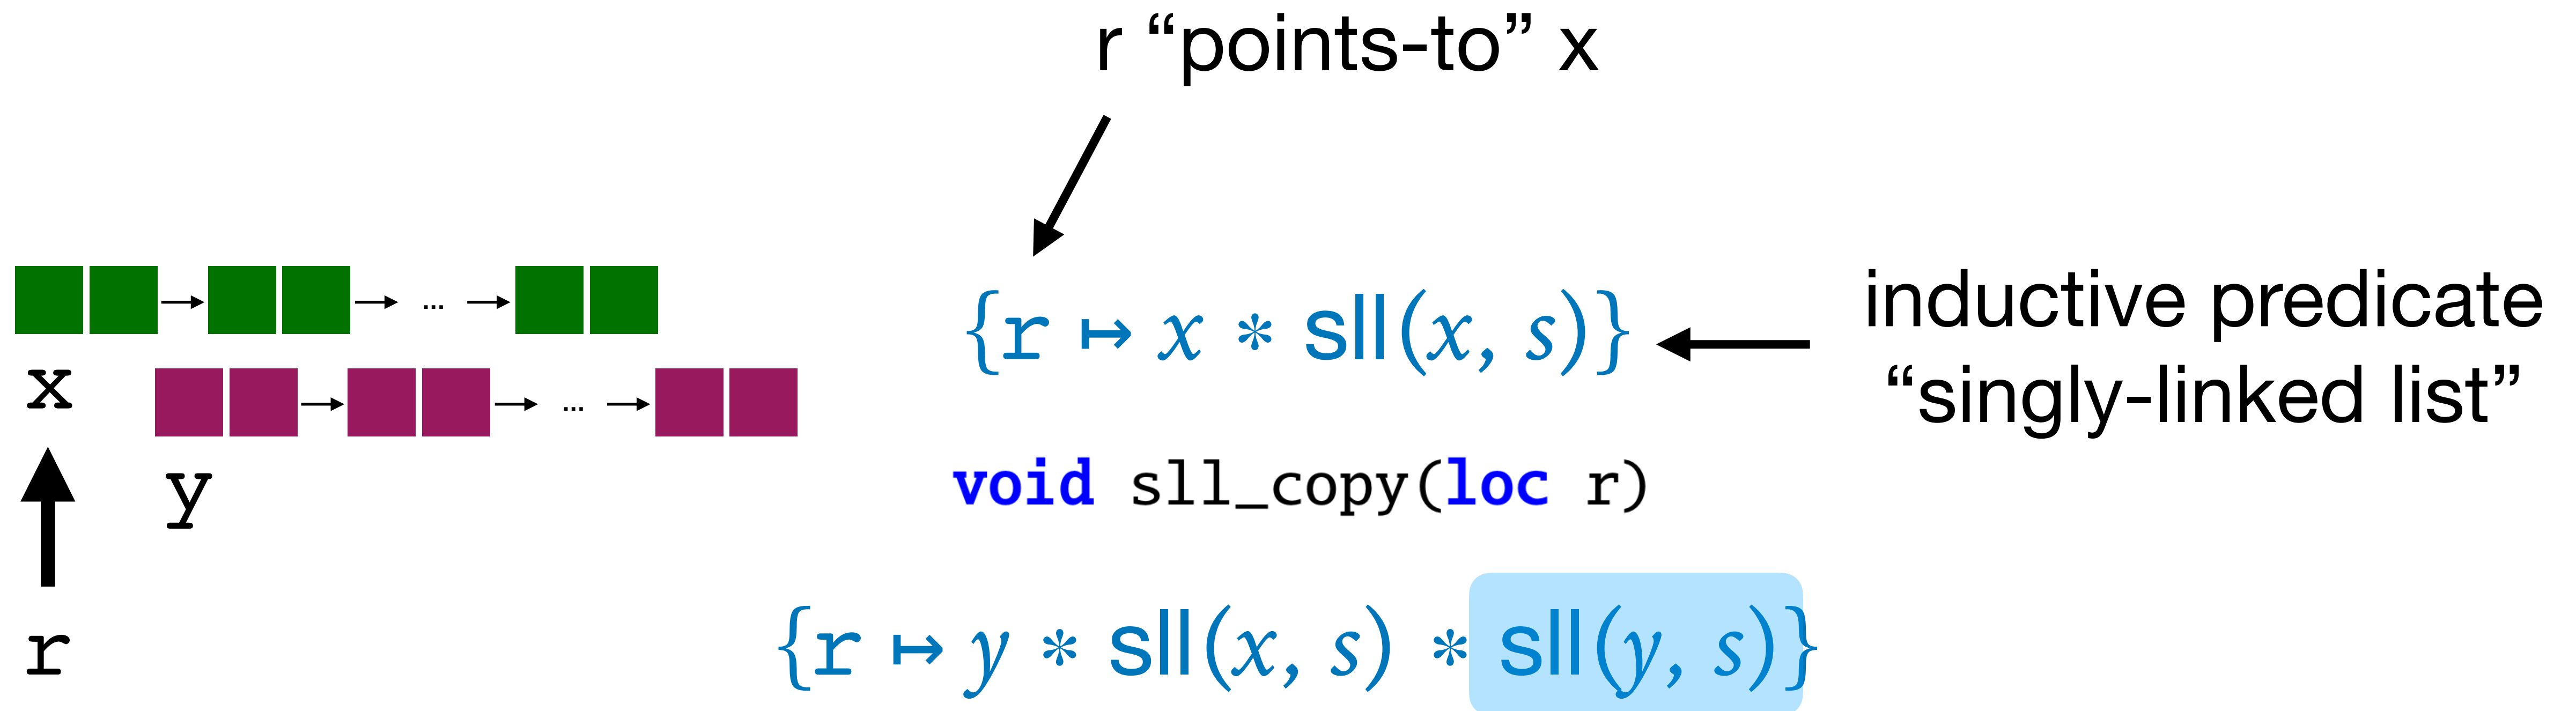 r “points-to” x
...
x
...
y
r
{r ↦ x * sll(x, s)}
inductive predicate
“singly-linked list”
void sll_copy(loc r)
{r ↦ y * sll(x, s) * sll(y, s)}